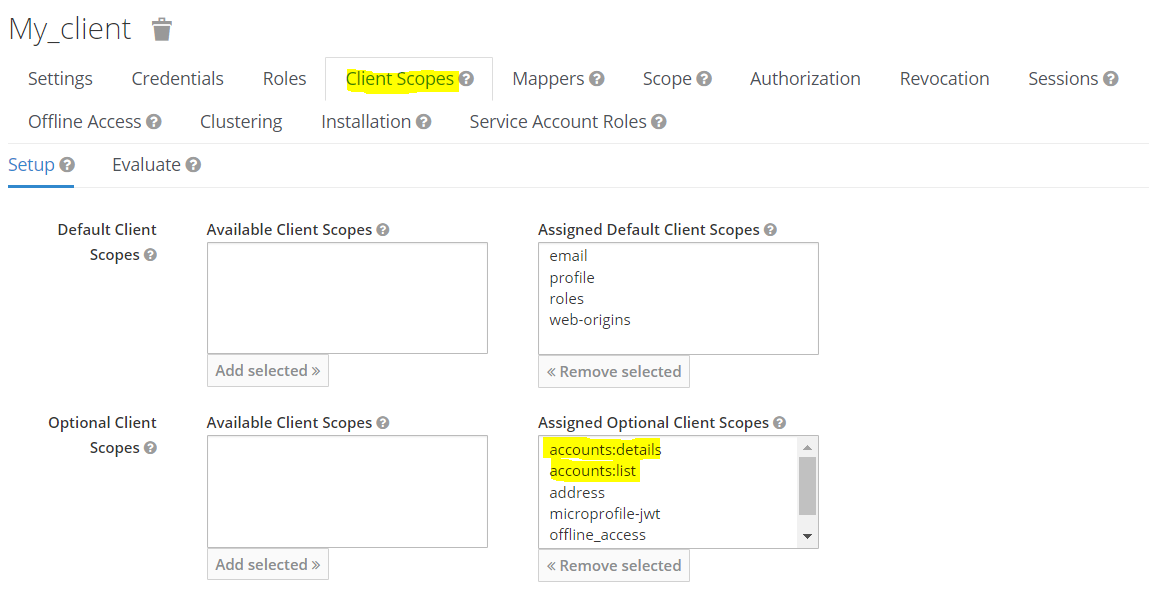 My_client
Settings Credentials Roles Client Scopes Mappers Scope Authorization Revocation Sessions
Offline Access Clustering Installation Service Account Roles
Setup Evaluate
Default Client Scopes
Available Client Scopes
Add selected »
Assigned Default Client Scopes
email
profile
roles
web-origins
« Remove selected
Optional Client Scopes
Available Client Scopes
Add selected »
Assigned Optional Client Scopes
accounts:details
accounts:list
address
microprofile-jwt
offline_access
« Remove selected